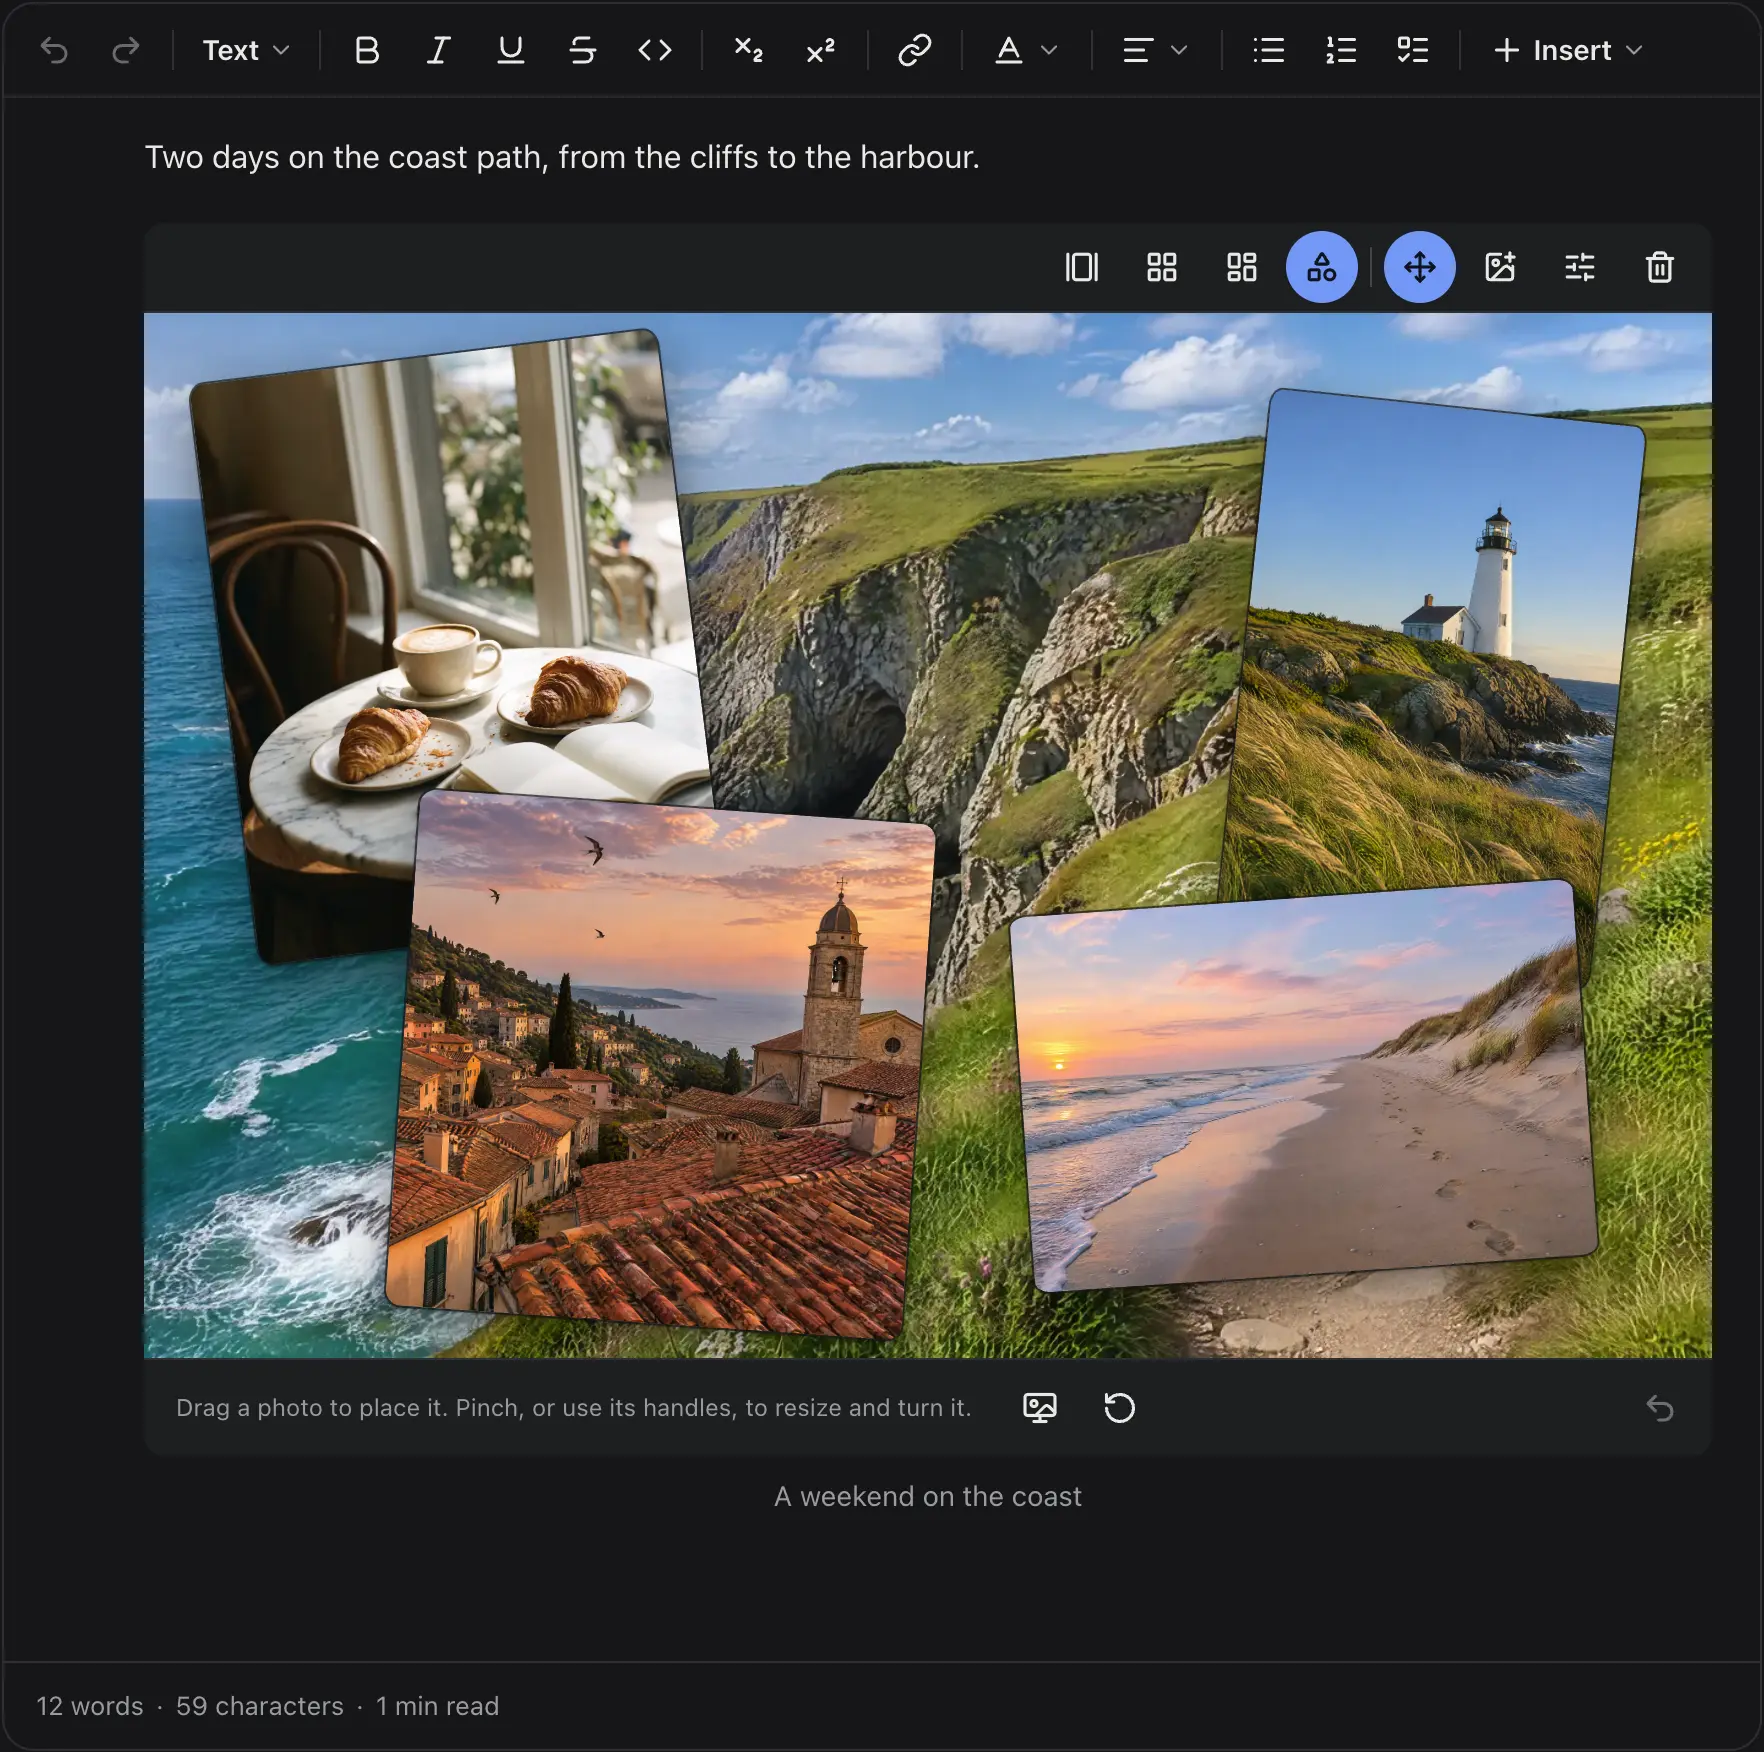 Text
B I U S <> x₂ x² A
Insert
Two days on the coast path, from the cliffs to the harbour.
Drag a photo to place it. Pinch, or use its handles, to resize and turn it.
A weekend on the coast
12 words · 59 characters · 1 min read